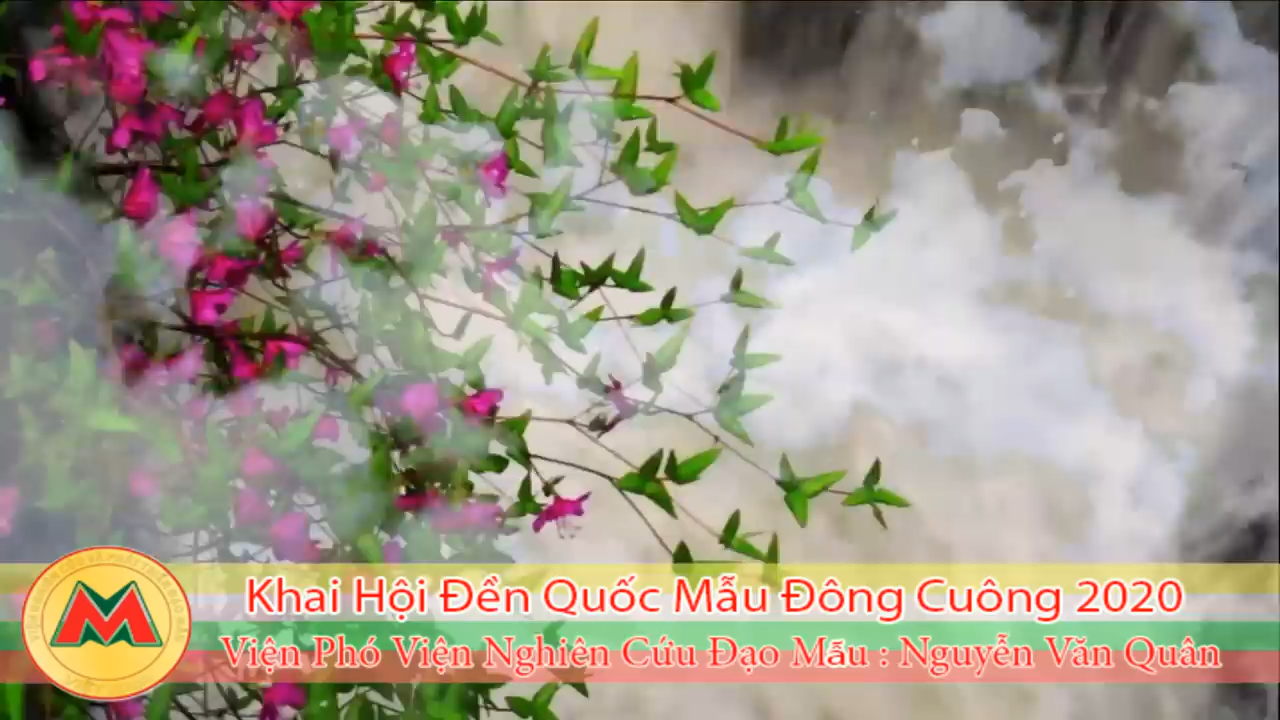 Khai Hội Đền Quốc Mẫu Đông Cuông 2020
Viện Phó Viện Nghiên Cứu Đạo Mẫu : Nguyễn Văn Quân